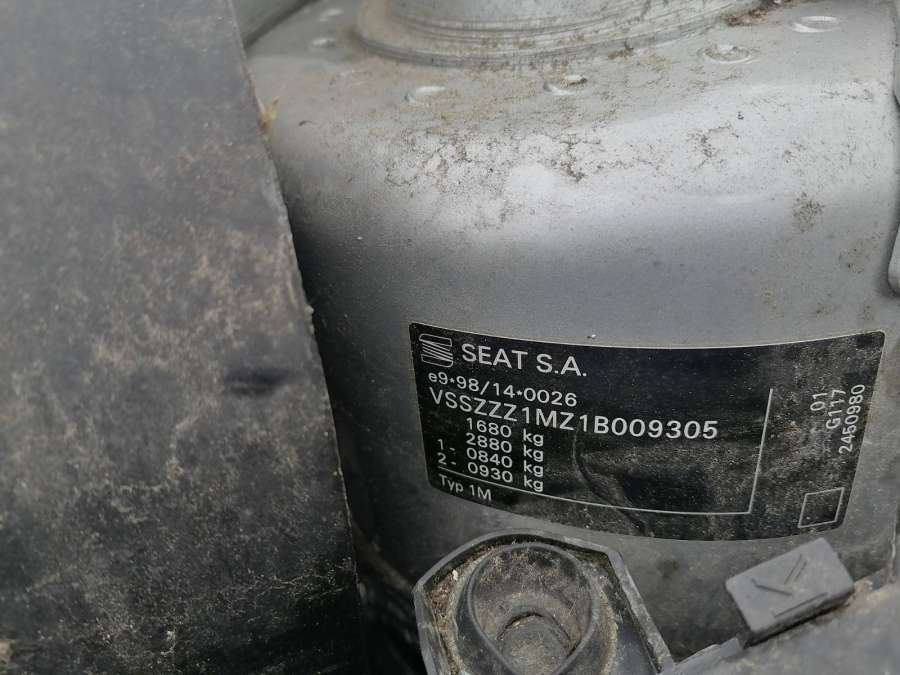 SEAT S.A.
e9*98/14*0026
VSSZZZ1MZ1B009305
1680 kg
2880 kg
1- 0840 kg
2- 0930 kg
Typ 1M
01
G117
2450980